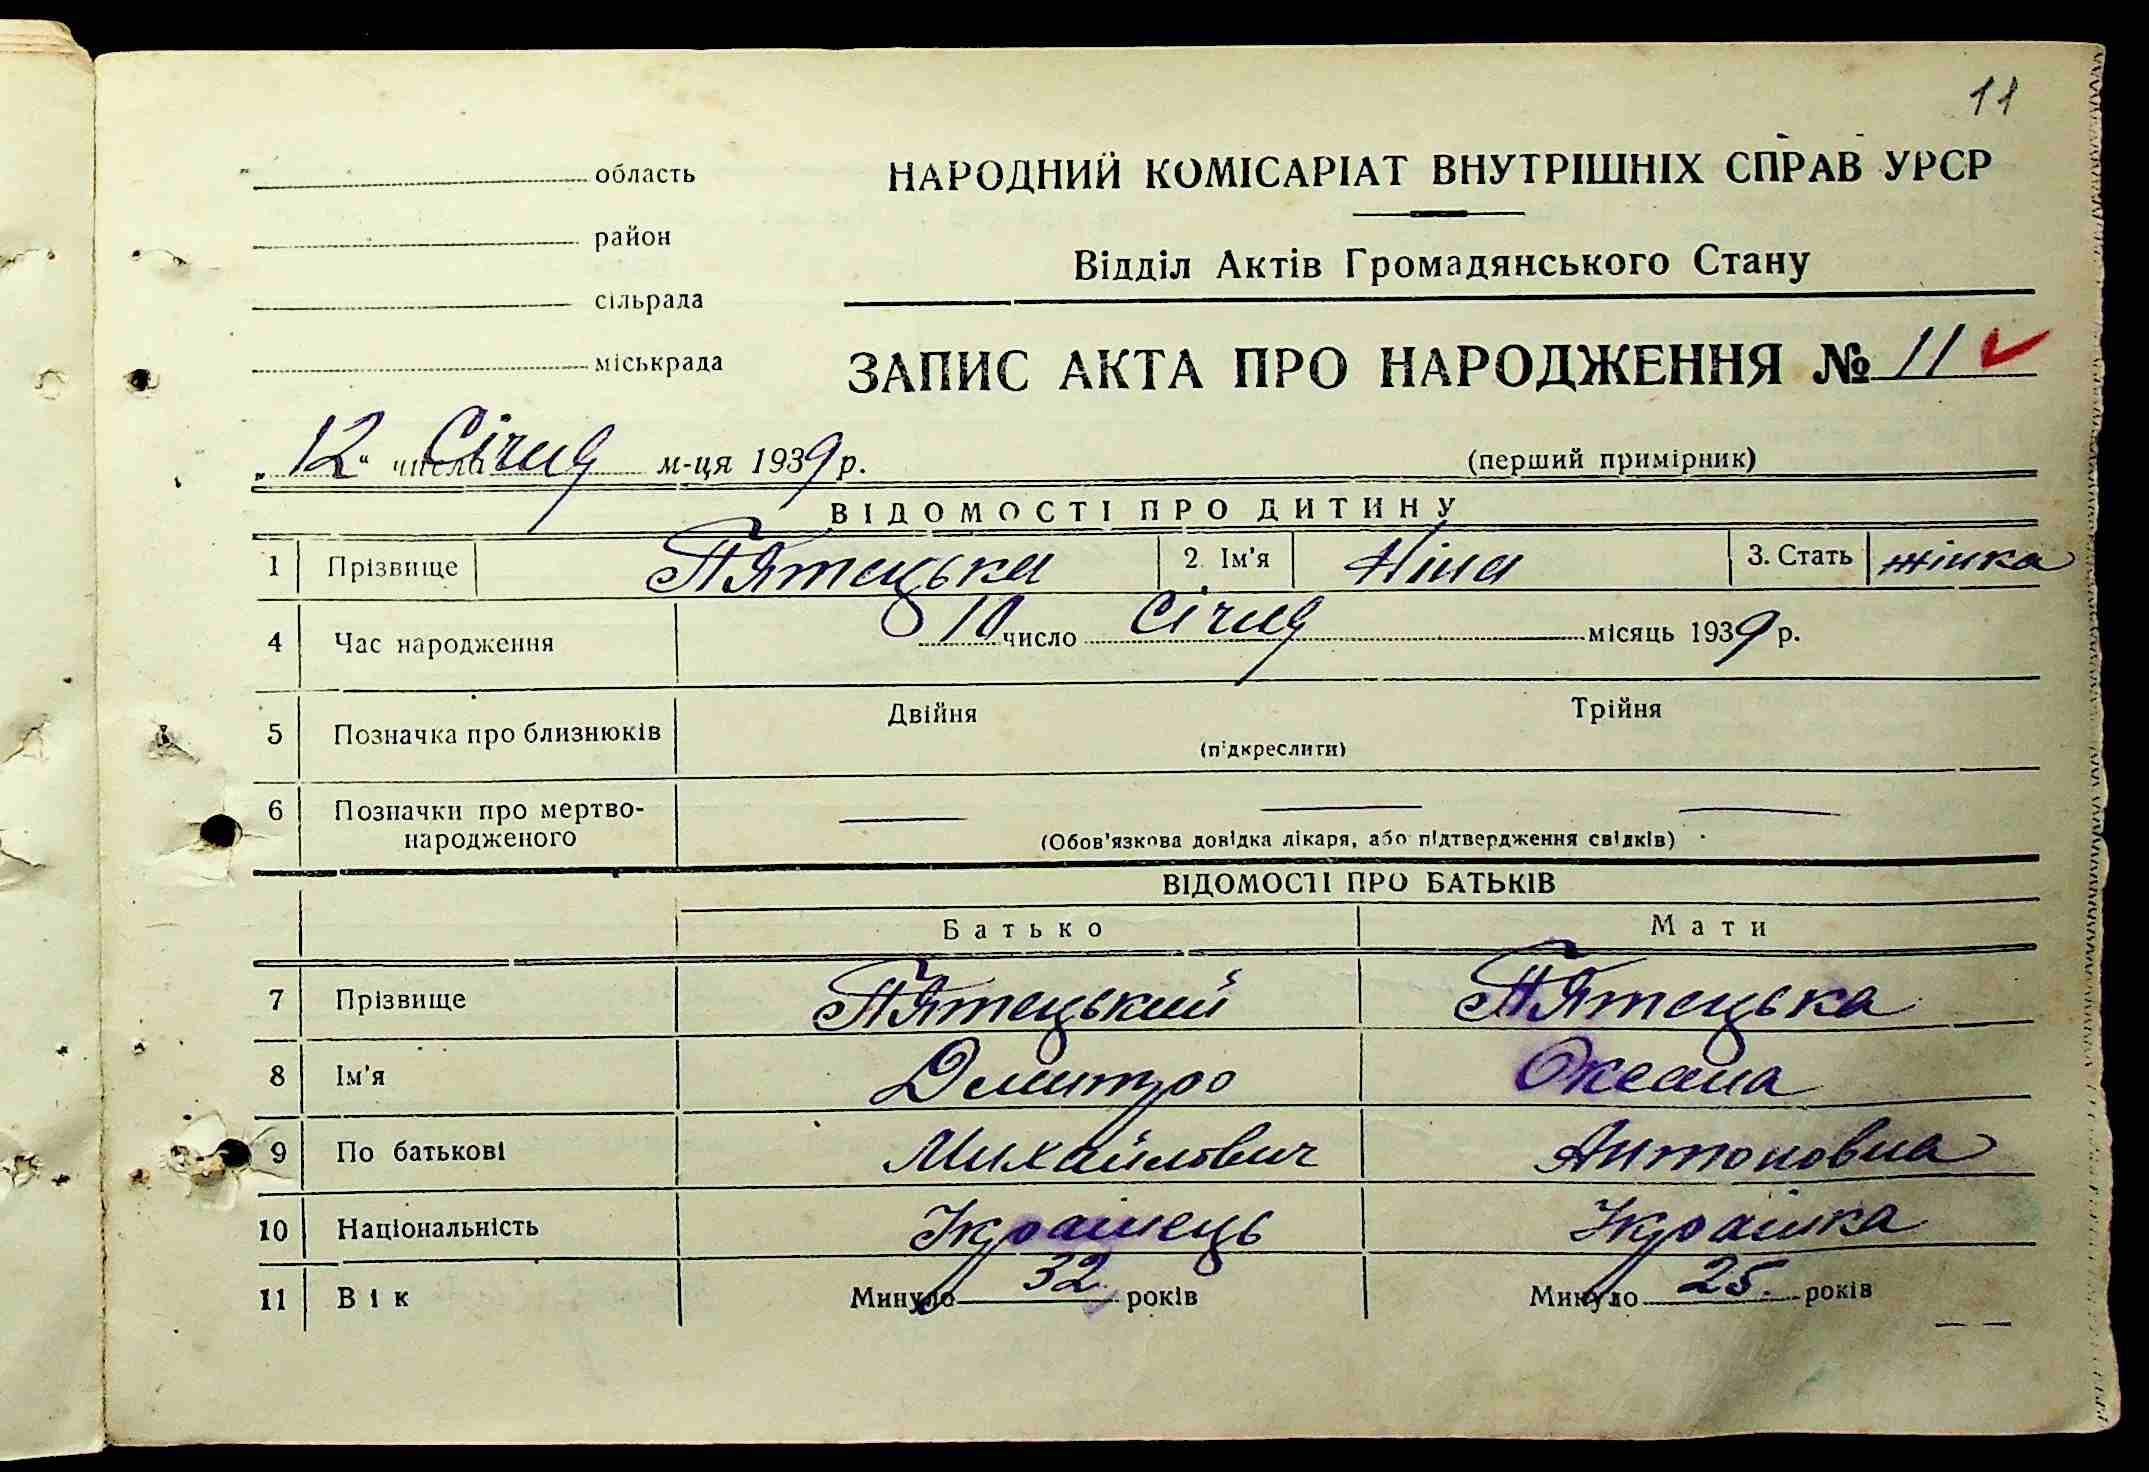 11
область
НАРОДНИЙ КОМІСАРІАТ ВНУТРІШНІХ СПРАВ УРСР
район
Відділ Актів Громадянського Стану
сільрада
міськрада
ЗАПИС АКТА ПРО НАРОДЖЕННЯ № 11
„12“ числа Січня м-ця 1939 р.
(перший примірник)
ВІДОМОСТІ ПРО ДИТИНУ
1 Прізвище П'ятецька 2. Ім'я Ніна 3. Стать жінка
4 Час народження 10 число Січня місяць 1939 р.
5 Позначка про близнюків Двійня Трійня
(підкреслити)
6 Позначки про мертво-
народженого
(Обов'язкова довідка лікаря, або підтвердження свідків)
ВІДОМОСТІ ПРО БАТЬКІВ
Батько Мати
7 Прізвище П'ятецький П'ятецька
8 Ім'я Дмитро Оксана
9 По батькові Михайлович Антоновна
10 Національність Українець Українка
11 Вік Минуло 32 років Минуло 25. років